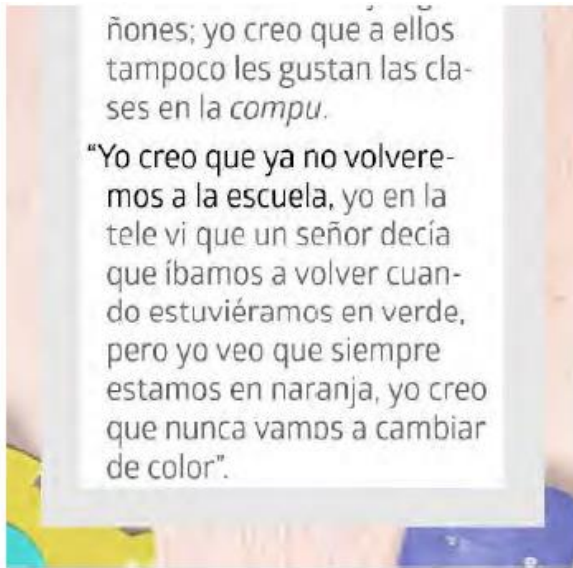 ñones; yo creo que a ellos
tampoco les gustan las cla-
ses en la compu.
“Yo creo que ya no volvere-
mos a la escuela, yo en la
tele vi que un señor decía
que íbamos a volver cuan-
do estuviéramos en verde,
pero yo veo que siempre
estamos en naranja, yo creo
que nunca vamos a cambiar
de color”.